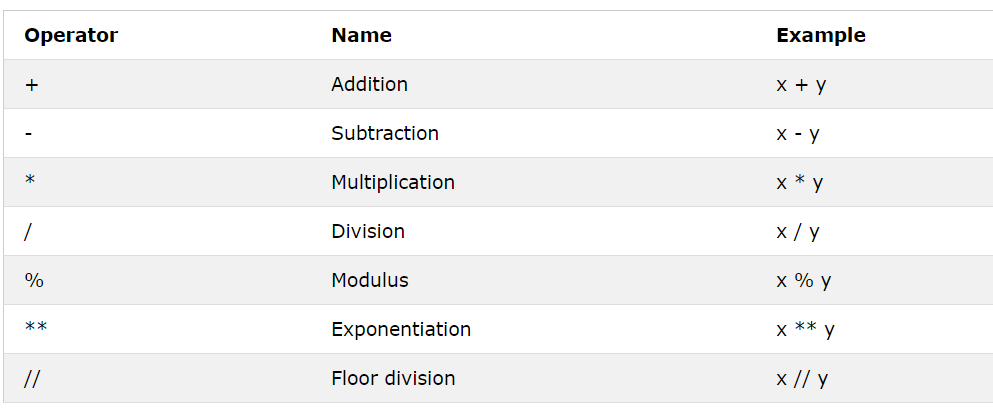 Operator Name Example
+ Addition x + y
- Subtraction x - y
* Multiplication x * y
/ Division x / y
% Modulus x % y
** Exponentiation x ** y
// Floor division x // y